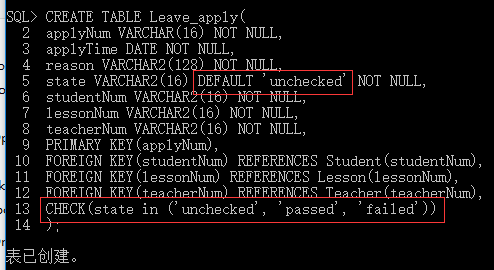 SQL> CREATE TABLE Leave_apply(
2 applyNum VARCHAR(16) NOT NULL,
3 applyTime DATE NOT NULL,
4 reason VARCHAR2(128) NOT NULL,
5 state VARCHAR2(16) DEFAULT 'unchecked' NOT NULL,
6 studentNum VARCHAR2(16) NOT NULL,
7 lessonNum VARCHAR2(16) NOT NULL,
8 teacherNum VARCHAR2(16) NOT NULL,
9 PRIMARY KEY(applyNum),
10 FOREIGN KEY(studentNum) REFERENCES Student(studentNum),
11 FOREIGN KEY(lessonNum) REFERENCES Lesson(lessonNum),
12 FOREIGN KEY(teacherNum) REFERENCES Teacher(teacherNum),
13 CHECK(state in ('unchecked', 'passed', 'failed'))
14 );
表已创建。